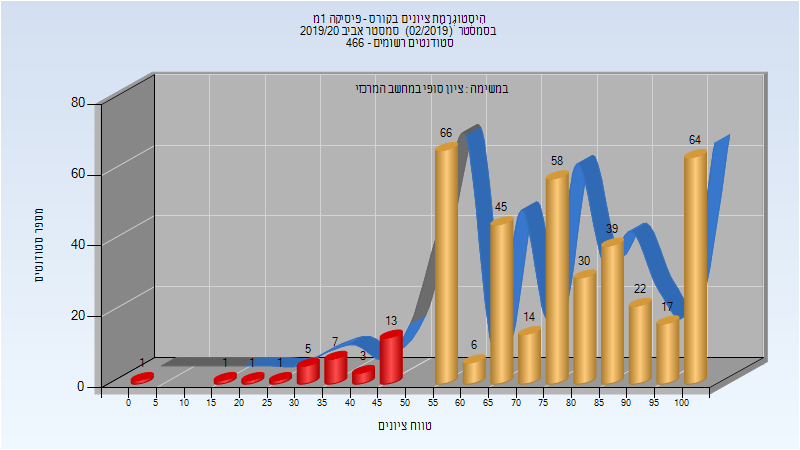 היסטוגרמת ציונים בקורס - פיסיקה 1מ
בסמסטר (02/2019) סמסטר אביב 2019/20
סטודנטים רשומים - 466
במשימה : ציון סופי במחשב המרכזי
מספר סטודנטים
80
60
40
20
0
1 1 1 1 5 7 3 13 66 6 45 14 58 30 39 22 17 64
0 5 10 15 20 25 30 35 40 45 50 55 60 65 70 75 80 85 90 95 100
טווח ציונים